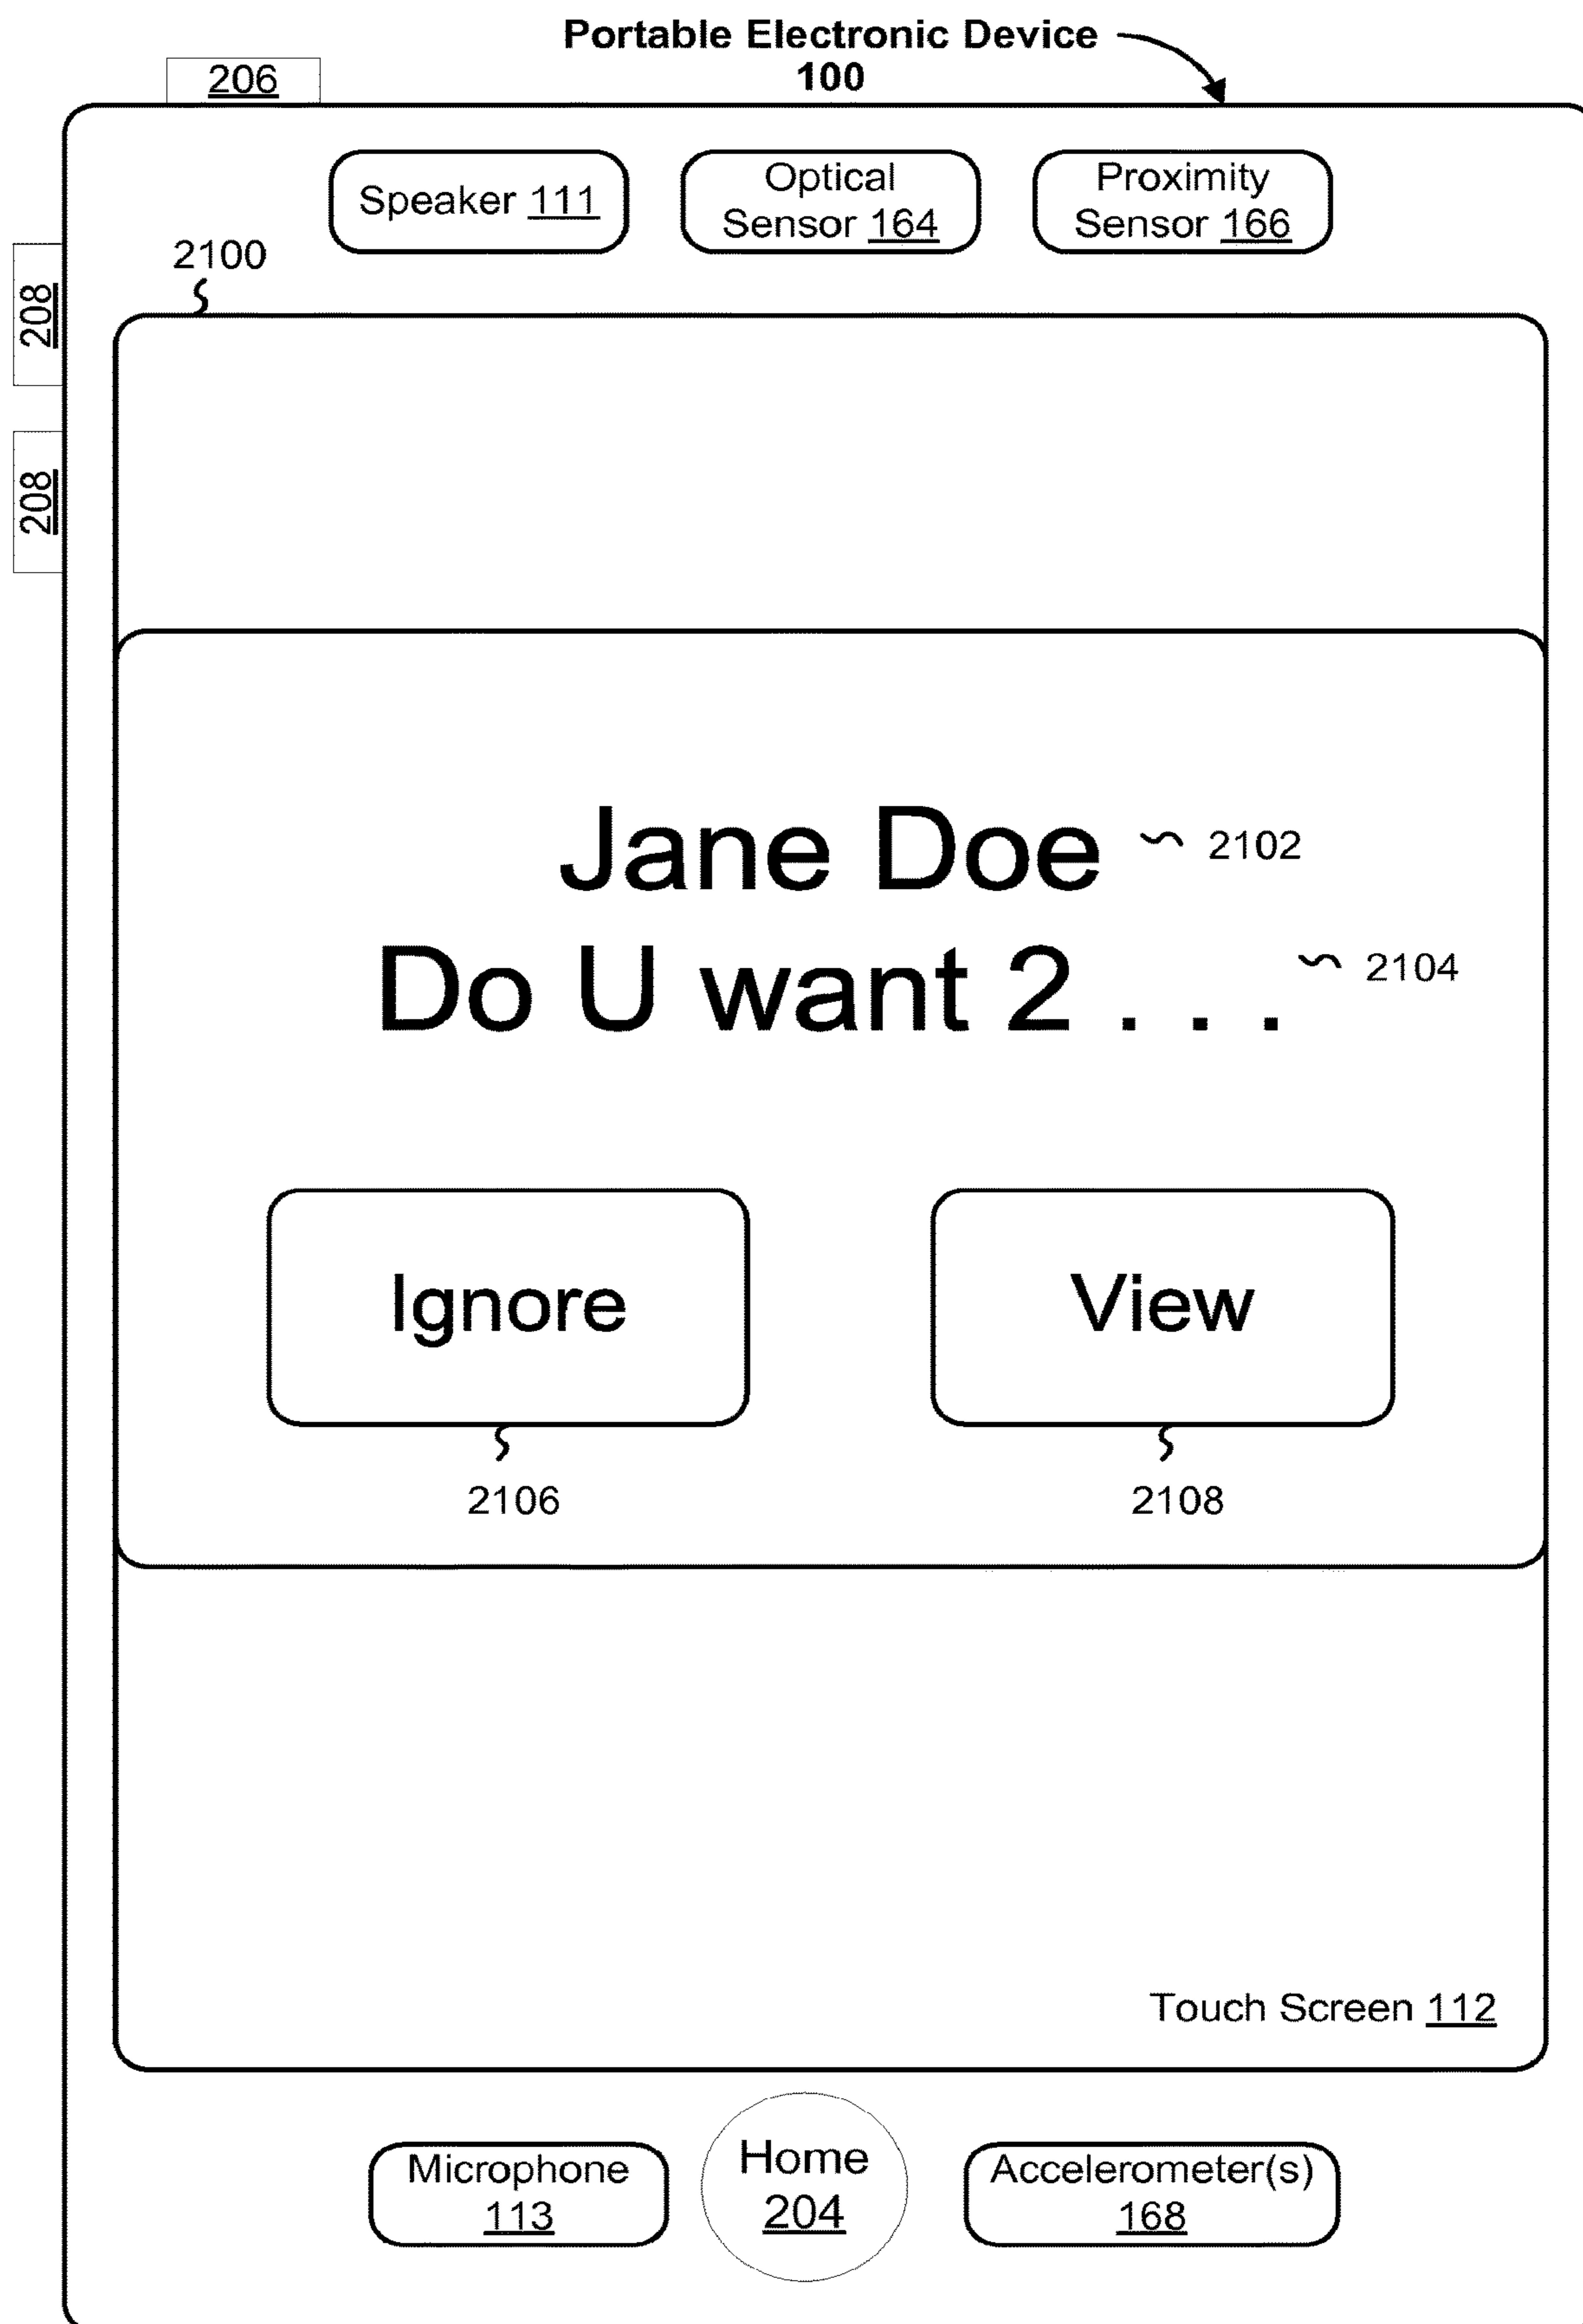 Portable Electronic Device
100
206
Speaker 111
Optical
Sensor 164
Proximity
Sensor 166
2100
208
208
Jane Doe
2102
Do U want 2 . . .
2104
Ignore
View
2106
2108
Touch Screen 112
Microphone
113
Home
204
Accelerometer(s)
168